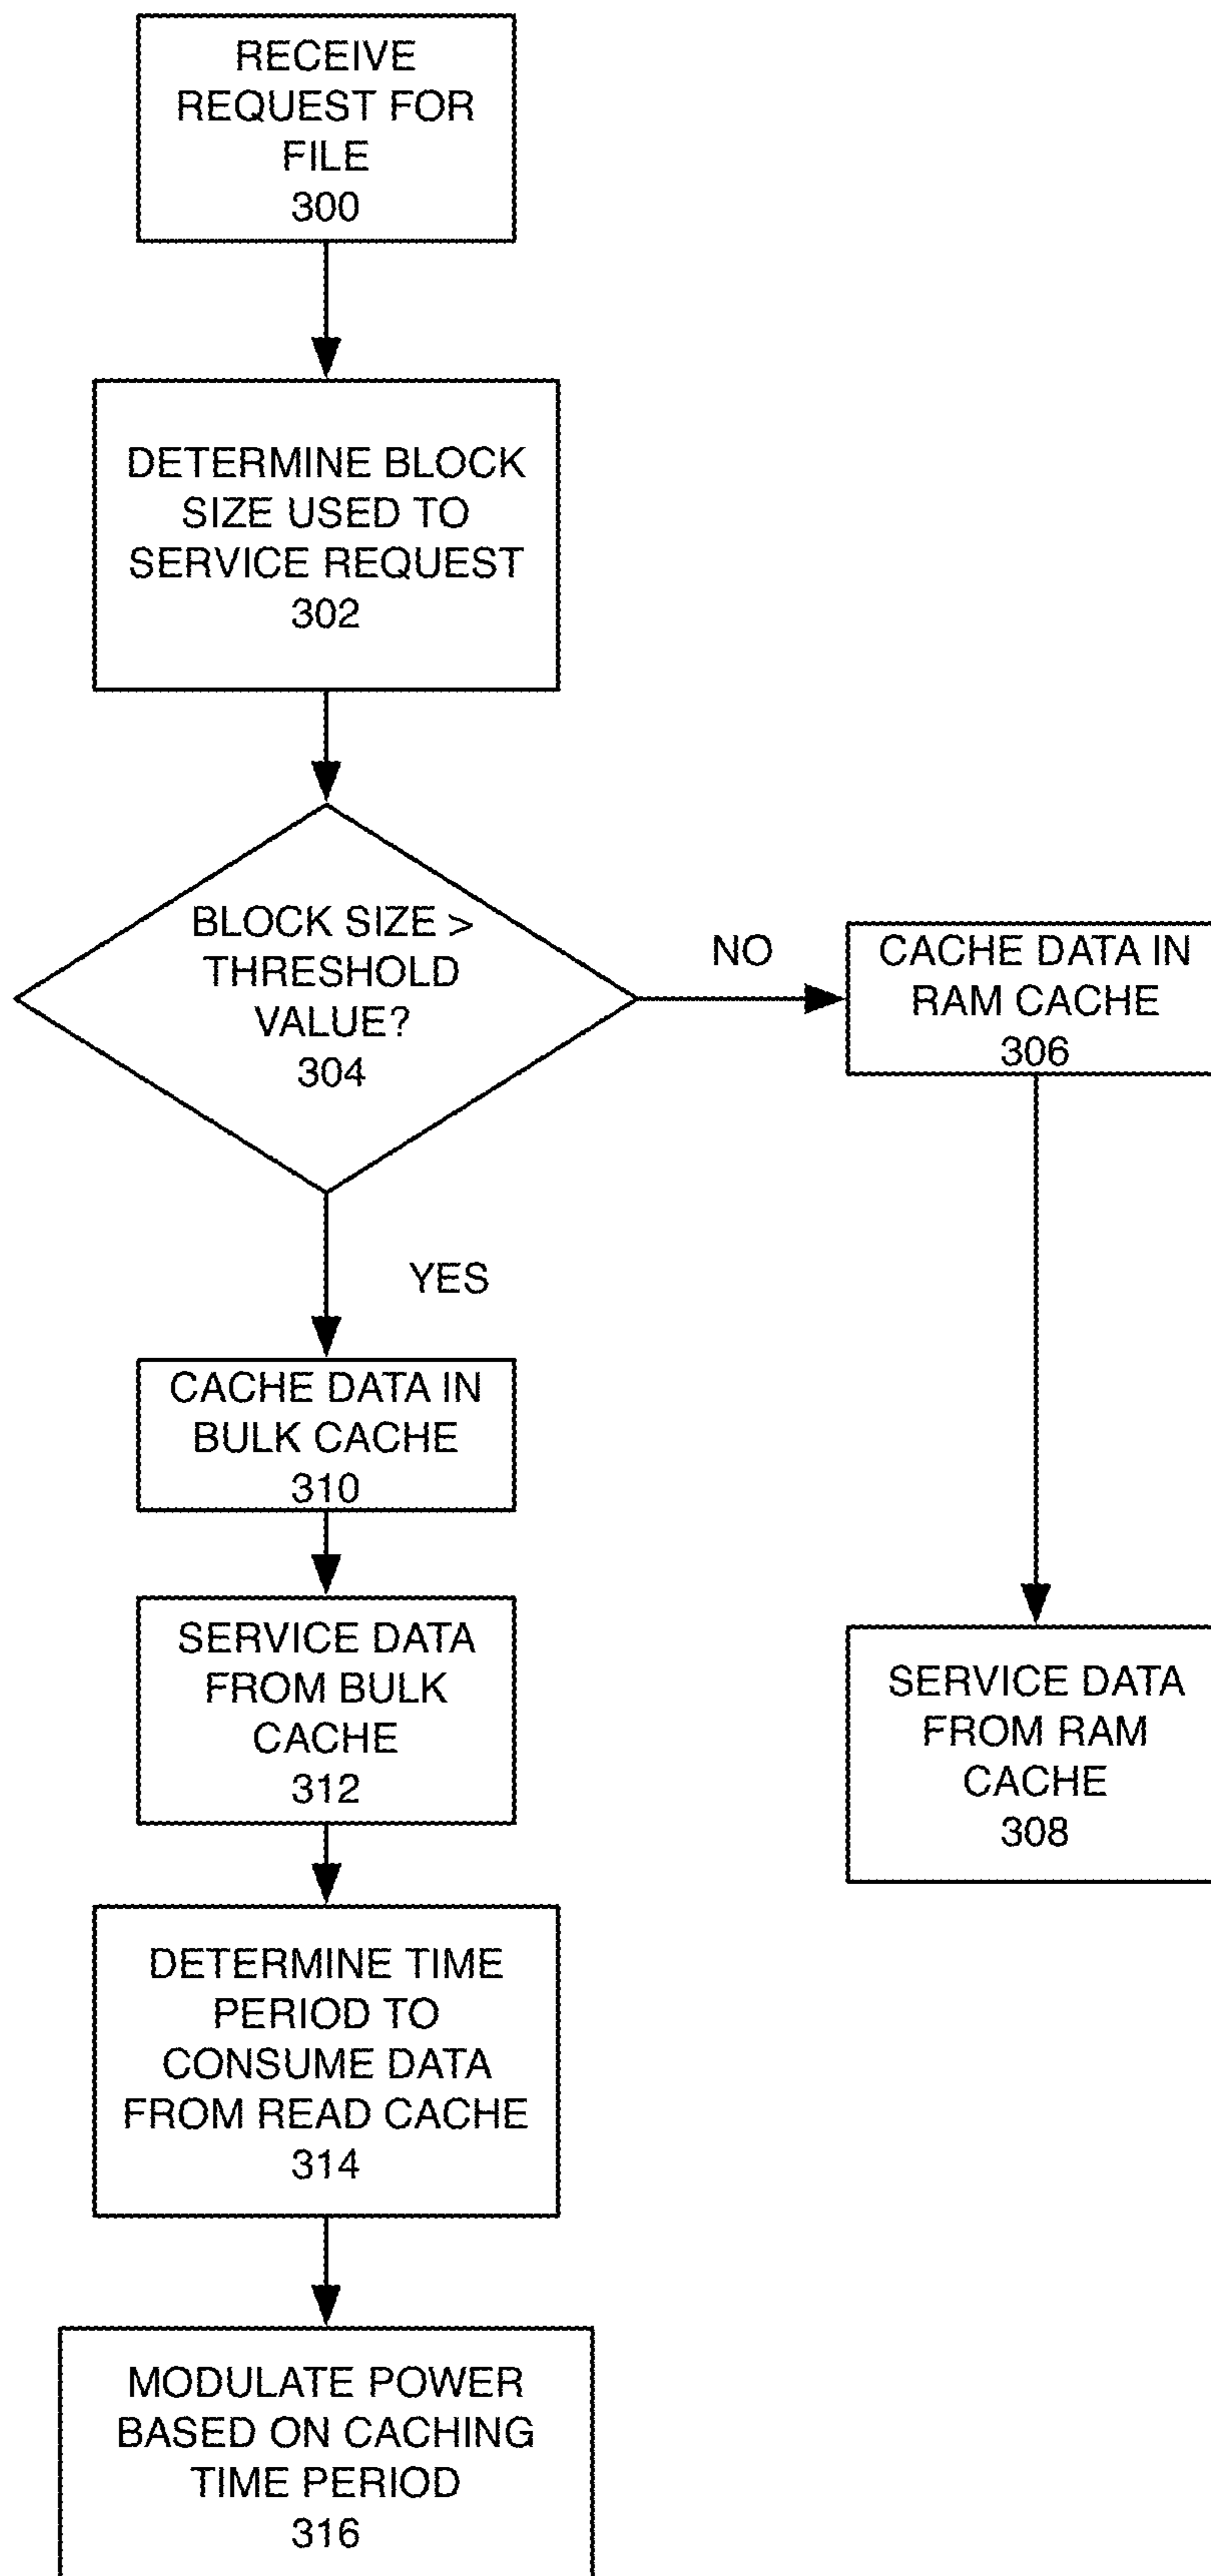 RECEIVE
REQUEST FOR
FILE
300
DETERMINE BLOCK
SIZE USED TO
SERVICE REQUEST
302
BLOCK SIZE >
THRESHOLD
VALUE?
304
NO
CACHE DATA IN
RAM CACHE
306
YES
CACHE DATA IN
BULK CACHE
310
SERVICE DATA
FROM BULK
CACHE
312
SERVICE DATA
FROM RAM
CACHE
308
DETERMINE TIME
PERIOD TO
CONSUME DATA
FROM READ CACHE
314
MODULATE POWER
BASED ON CACHING
TIME PERIOD
316